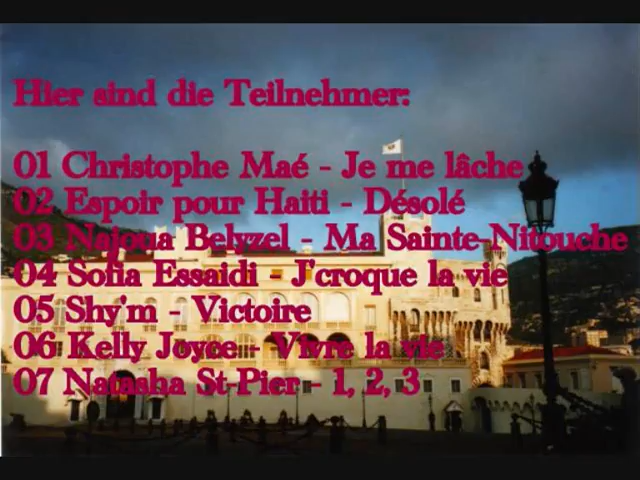 Hier sind die Teilnehmer:
01 Christophe Maé - Je me lâche
02 Espoir pour Haiti - Désolé
03 Najoua Belyzel - Ma Sainte-Nitouche
04 Sofia Essaidi - J'croque la vie
05 Shy'm - Victoire
06 Kelly Joyce - Vivre la vie
07 Natasha St-Pier - 1, 2, 3